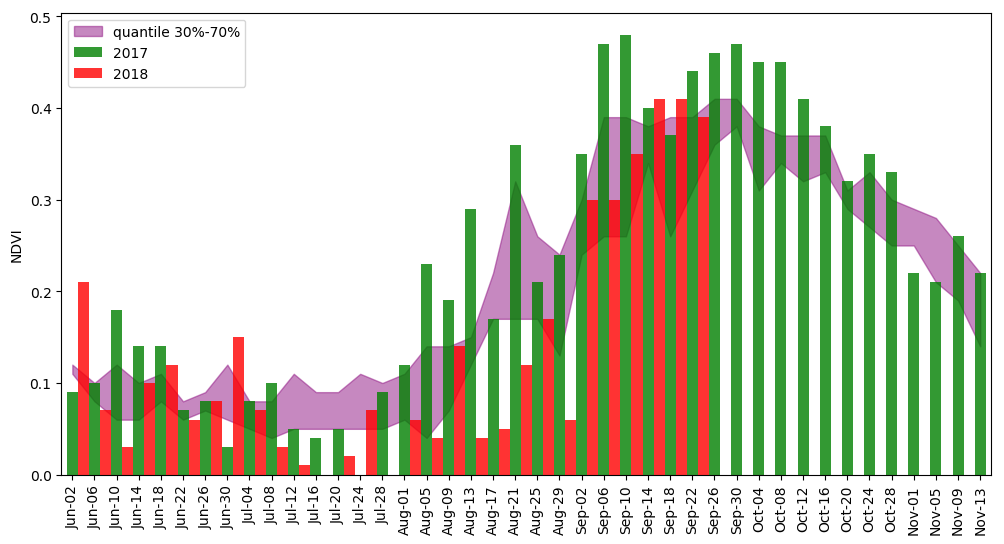 quantile 30%-70%
2017
2018
NDVI
0.5
0.4
0.3
0.2
0.1
0.0
Jun-02
Jun-06
Jun-10
Jun-14
Jun-18
Jun-22
Jun-26
Jun-30
Jul-04
Jul-08
Jul-12
Jul-16
Jul-20
Jul-24
Jul-28
Aug-01
Aug-05
Aug-09
Aug-13
Aug-17
Aug-21
Aug-25
Aug-29
Sep-02
Sep-06
Sep-10
Sep-14
Sep-18
Sep-22
Sep-26
Sep-30
Oct-04
Oct-08
Oct-12
Oct-16
Oct-20
Oct-24
Oct-28
Nov-01
Nov-05
Nov-09
Nov-13